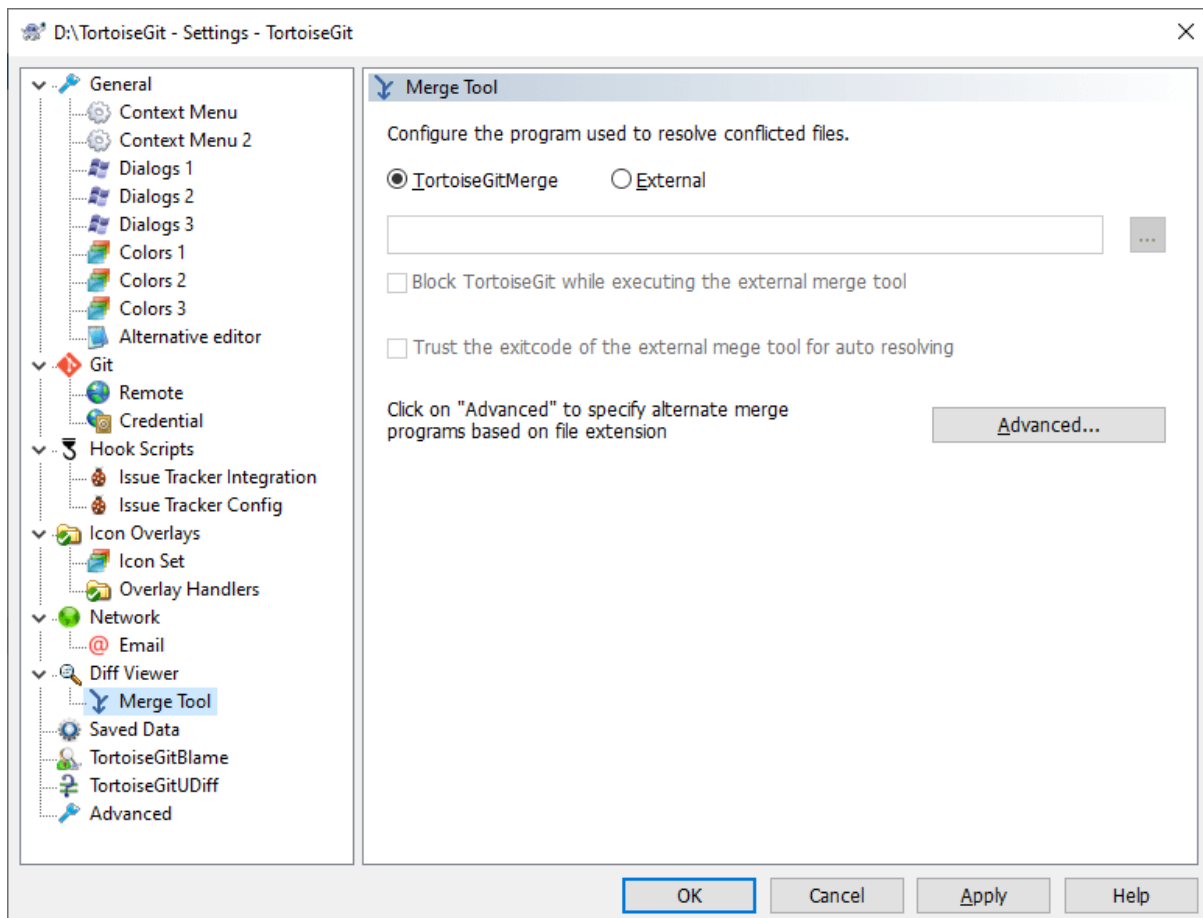 D:\TortoiseGit - Settings - TortoiseGit
General
Context Menu
Context Menu 2
Dialogs 1
Dialogs 2
Dialogs 3
Colors 1
Colors 2
Colors 3
Alternative editor
Git
Remote
Credential
Hook Scripts
Issue Tracker Integration
Issue Tracker Config
Icon Overlays
Icon Set
Overlay Handlers
Network
Email
Diff Viewer
Merge Tool
Saved Data
TortoiseGitBlame
TortoiseGitUDiff
Advanced
Merge Tool
Configure the program used to resolve conflicted files.
TortoiseGitMerge External
...
Block TortoiseGit while executing the external merge tool
Trust the exitcode of the external mege tool for auto resolving
Click on "Advanced" to specify alternate merge
programs based on file extension
Advanced...
OK Cancel Apply Help